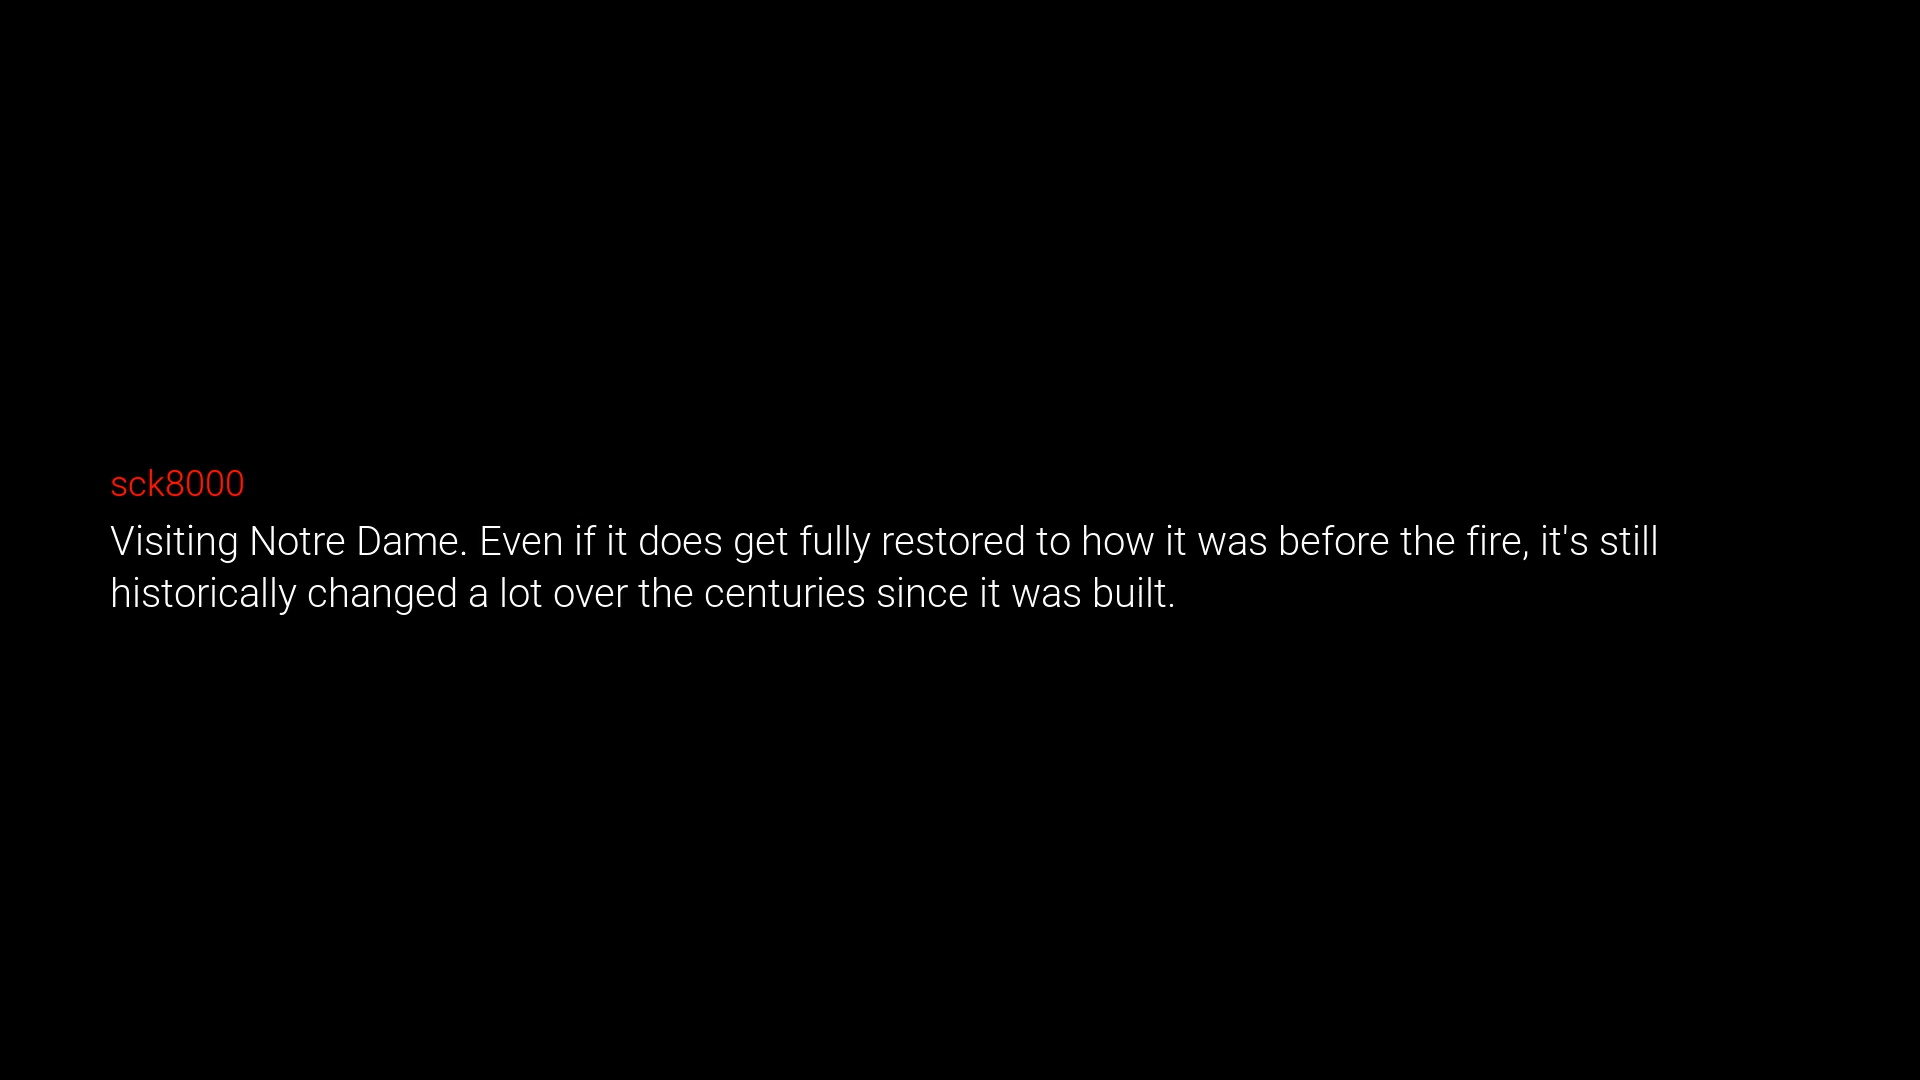 sck8000
Visiting Notre Dame. Even if it does get fully restored to how it was before the fire, it's still
historically changed a lot over the centuries since it was built.